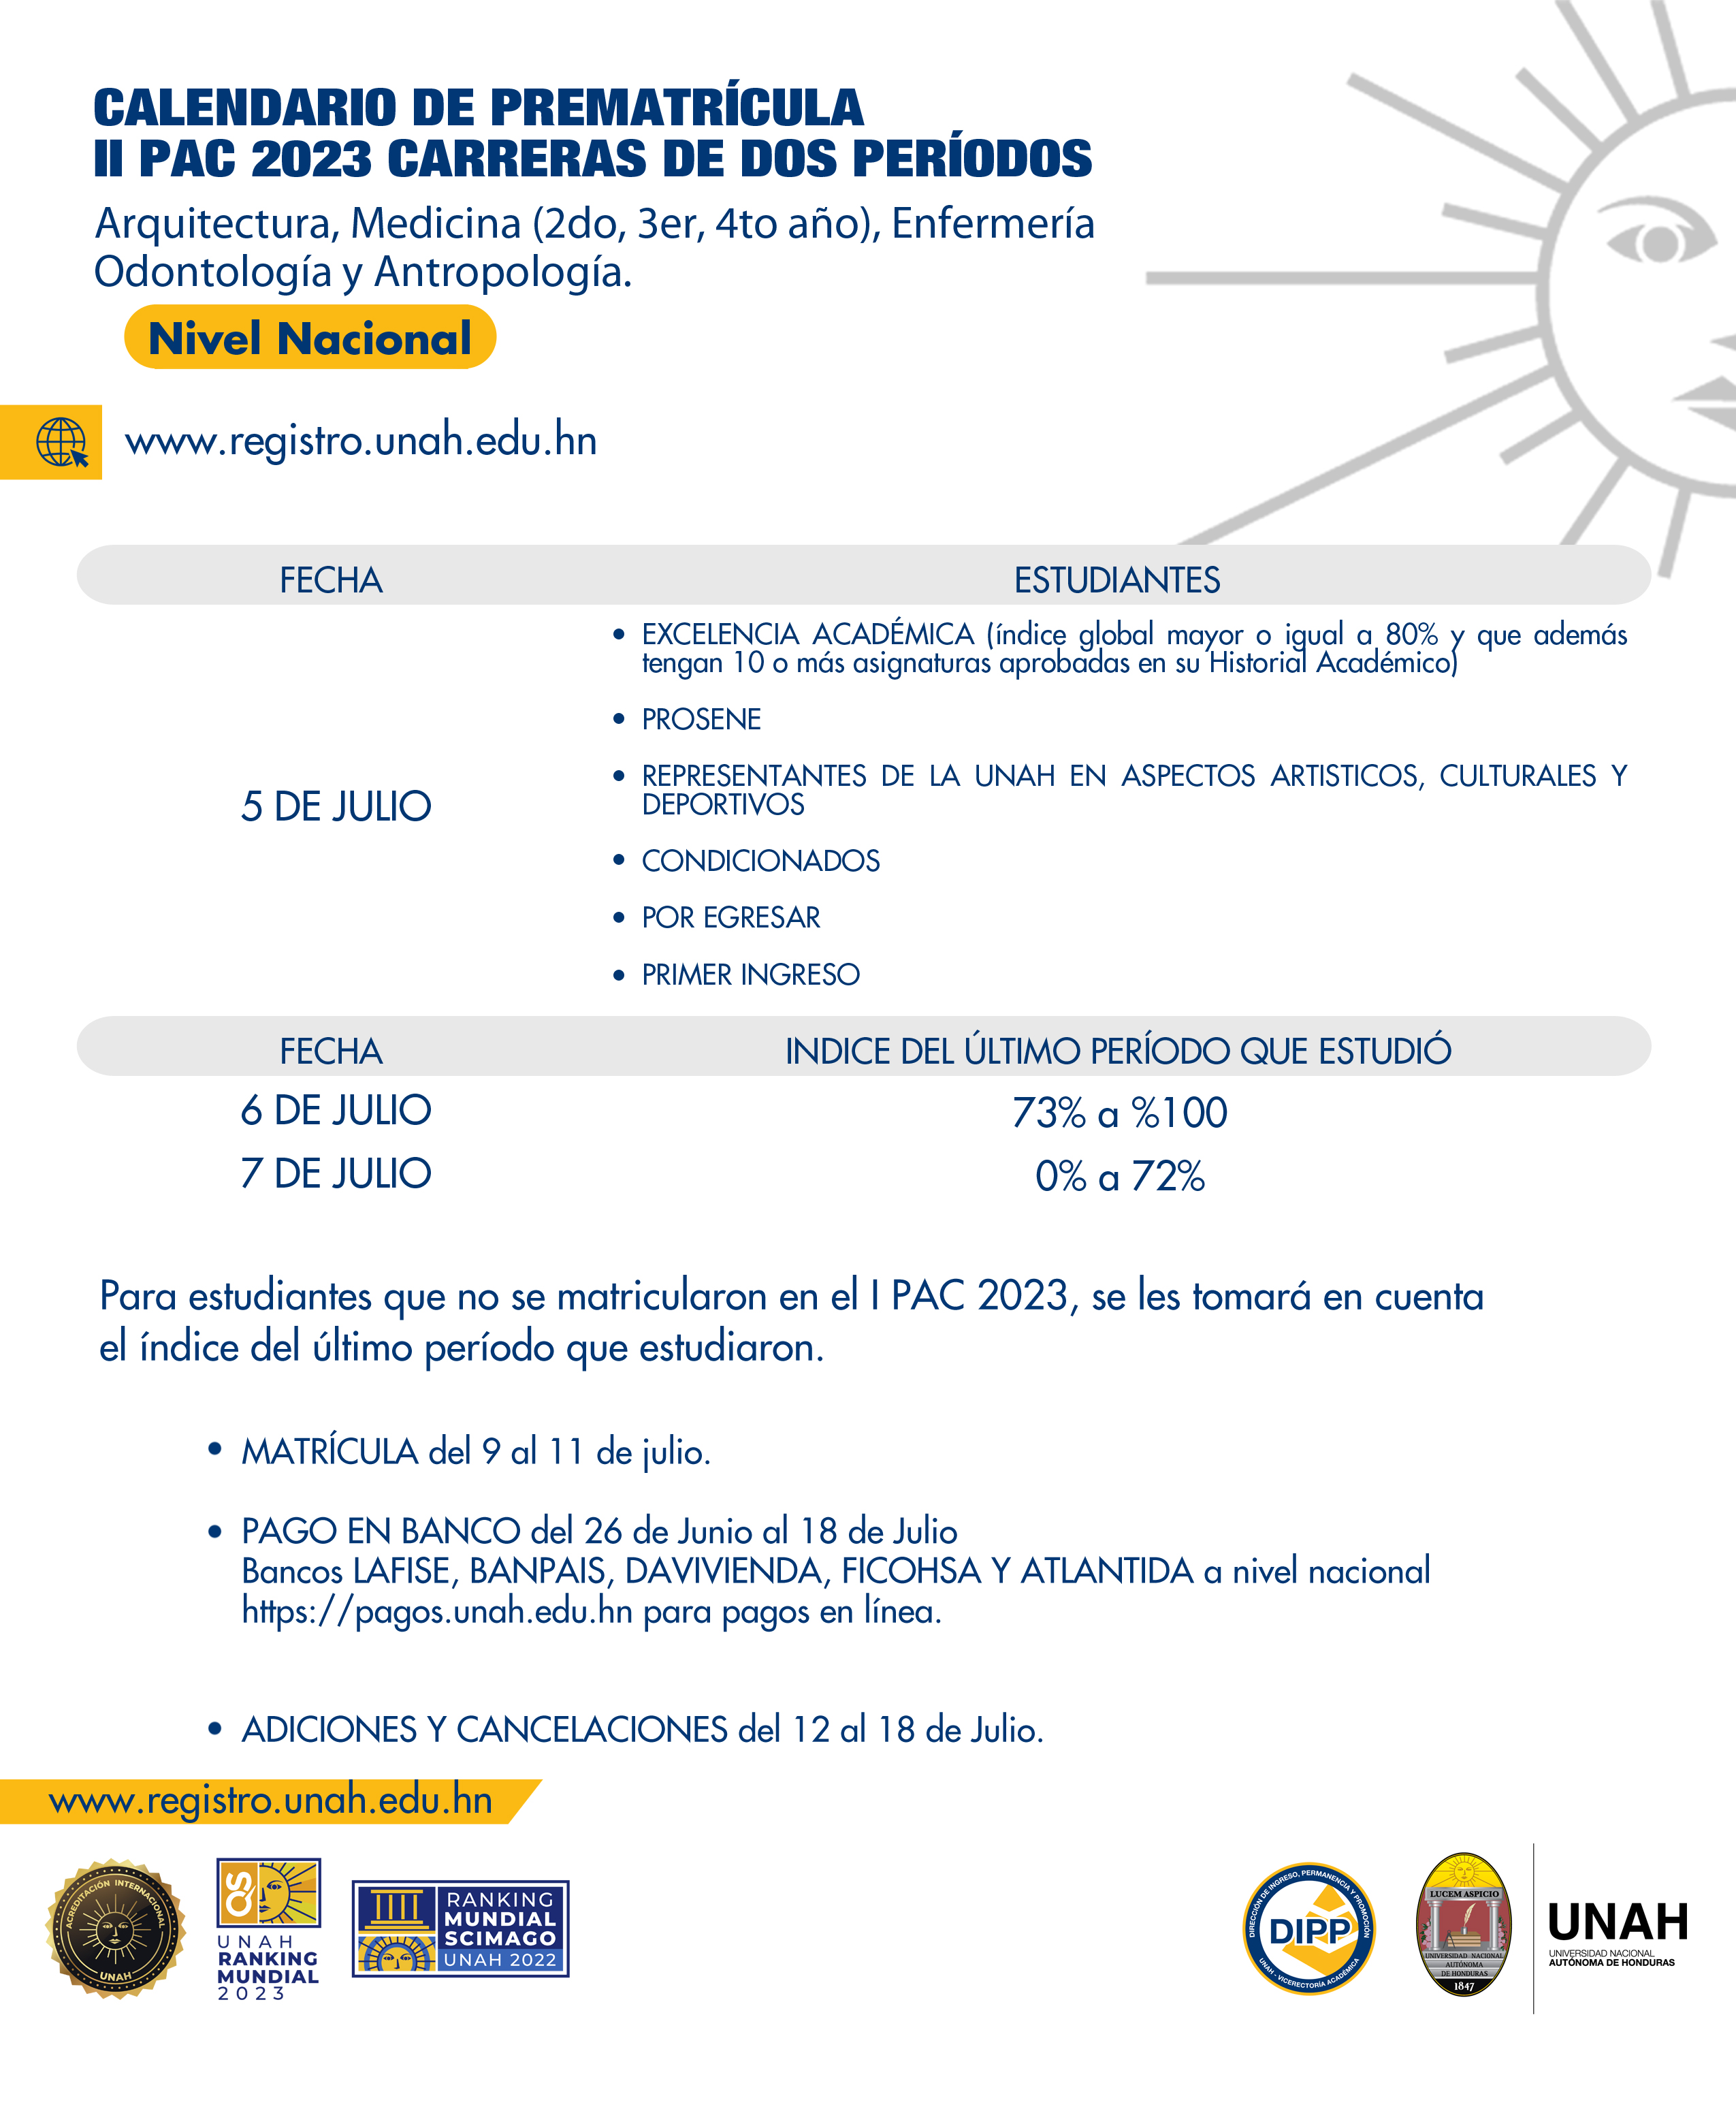 CALENDARIO DE PREMATRÍCULA
II PAC 2023 CARRERAS DE DOS PERÍODOS
Arquitectura, Medicina (2do, 3er, 4to año), Enfermería
Odontología y Antropología.
Nivel Nacional
www.registro.unah.edu.hn
FECHA
ESTUDIANTES
5 DE JULIO
• EXCELENCIA ACADÉMICA (índice global mayor o igual a 80% y que además
tengan 10 o más asignaturas aprobadas en su Historial Académico)
• PROSENE
• REPRESENTANTES DE LA UNAH EN ASPECTOS ARTISTICOS, CULTURALES Y
DEPORTIVOS
• CONDICIONADOS
• POR EGRESAR
• PRIMER INGRESO
FECHA
INDICE DEL ÚLTIMO PERÍODO QUE ESTUDIÓ
6 DE JULIO
73% a %100
7 DE JULIO
0% a 72%
Para estudiantes que no se matricularon en el I PAC 2023, se les tomará en cuenta
el índice del último período que estudiaron.
• MATRÍCULA del 9 al 11 de julio.
• PAGO EN BANCO del 26 de Junio al 18 de Julio
Bancos LAFISE, BANPAIS, DAVIVIENDA, FICOHSA Y ATLANTIDA a nivel nacional
https://pagos.unah.edu.hn para pagos en línea.
• ADICIONES Y CANCELACIONES del 12 al 18 de Julio.
www.registro.unah.edu.hn
ACREDITACIÓN INTERNACIONAL
UNAH
QS
UNAH
RANKING
MUNDIAL
2023
RANKING
MUNDIAL
SCIMAGO
UNAH 2022
DIRECCIÓN DE INGRESO, PERMANENCIA Y PROMOCIÓN
DIPP
UNAH - VICERECTORÍA ACADÉMICA
LUCEM ASPICIO
UNIVERSIDAD NACIONAL
AUTÓNOMA
DE HONDURAS
1847
UNAH
UNIVERSIDAD NACIONAL
AUTÓNOMA DE HONDURAS